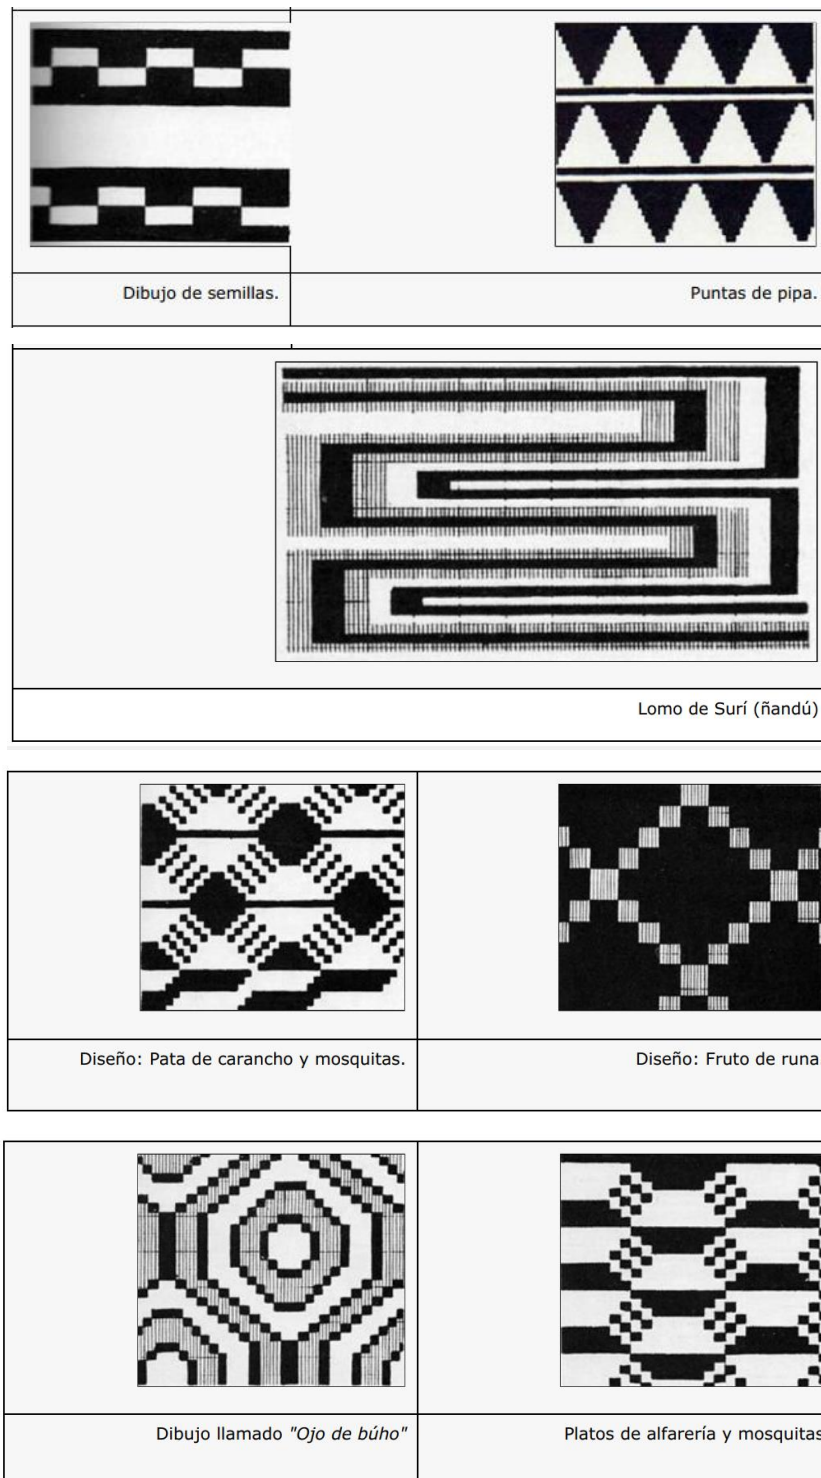 Dibujo de semillas.
Puntas de pipa.
Lomo de Surí (ñandú)
Diseño: Pata de carancho y mosquitas.
Diseño: Fruto de runa
Dibujo llamado "Ojo de búho"
Platos de alfarería y mosquitas